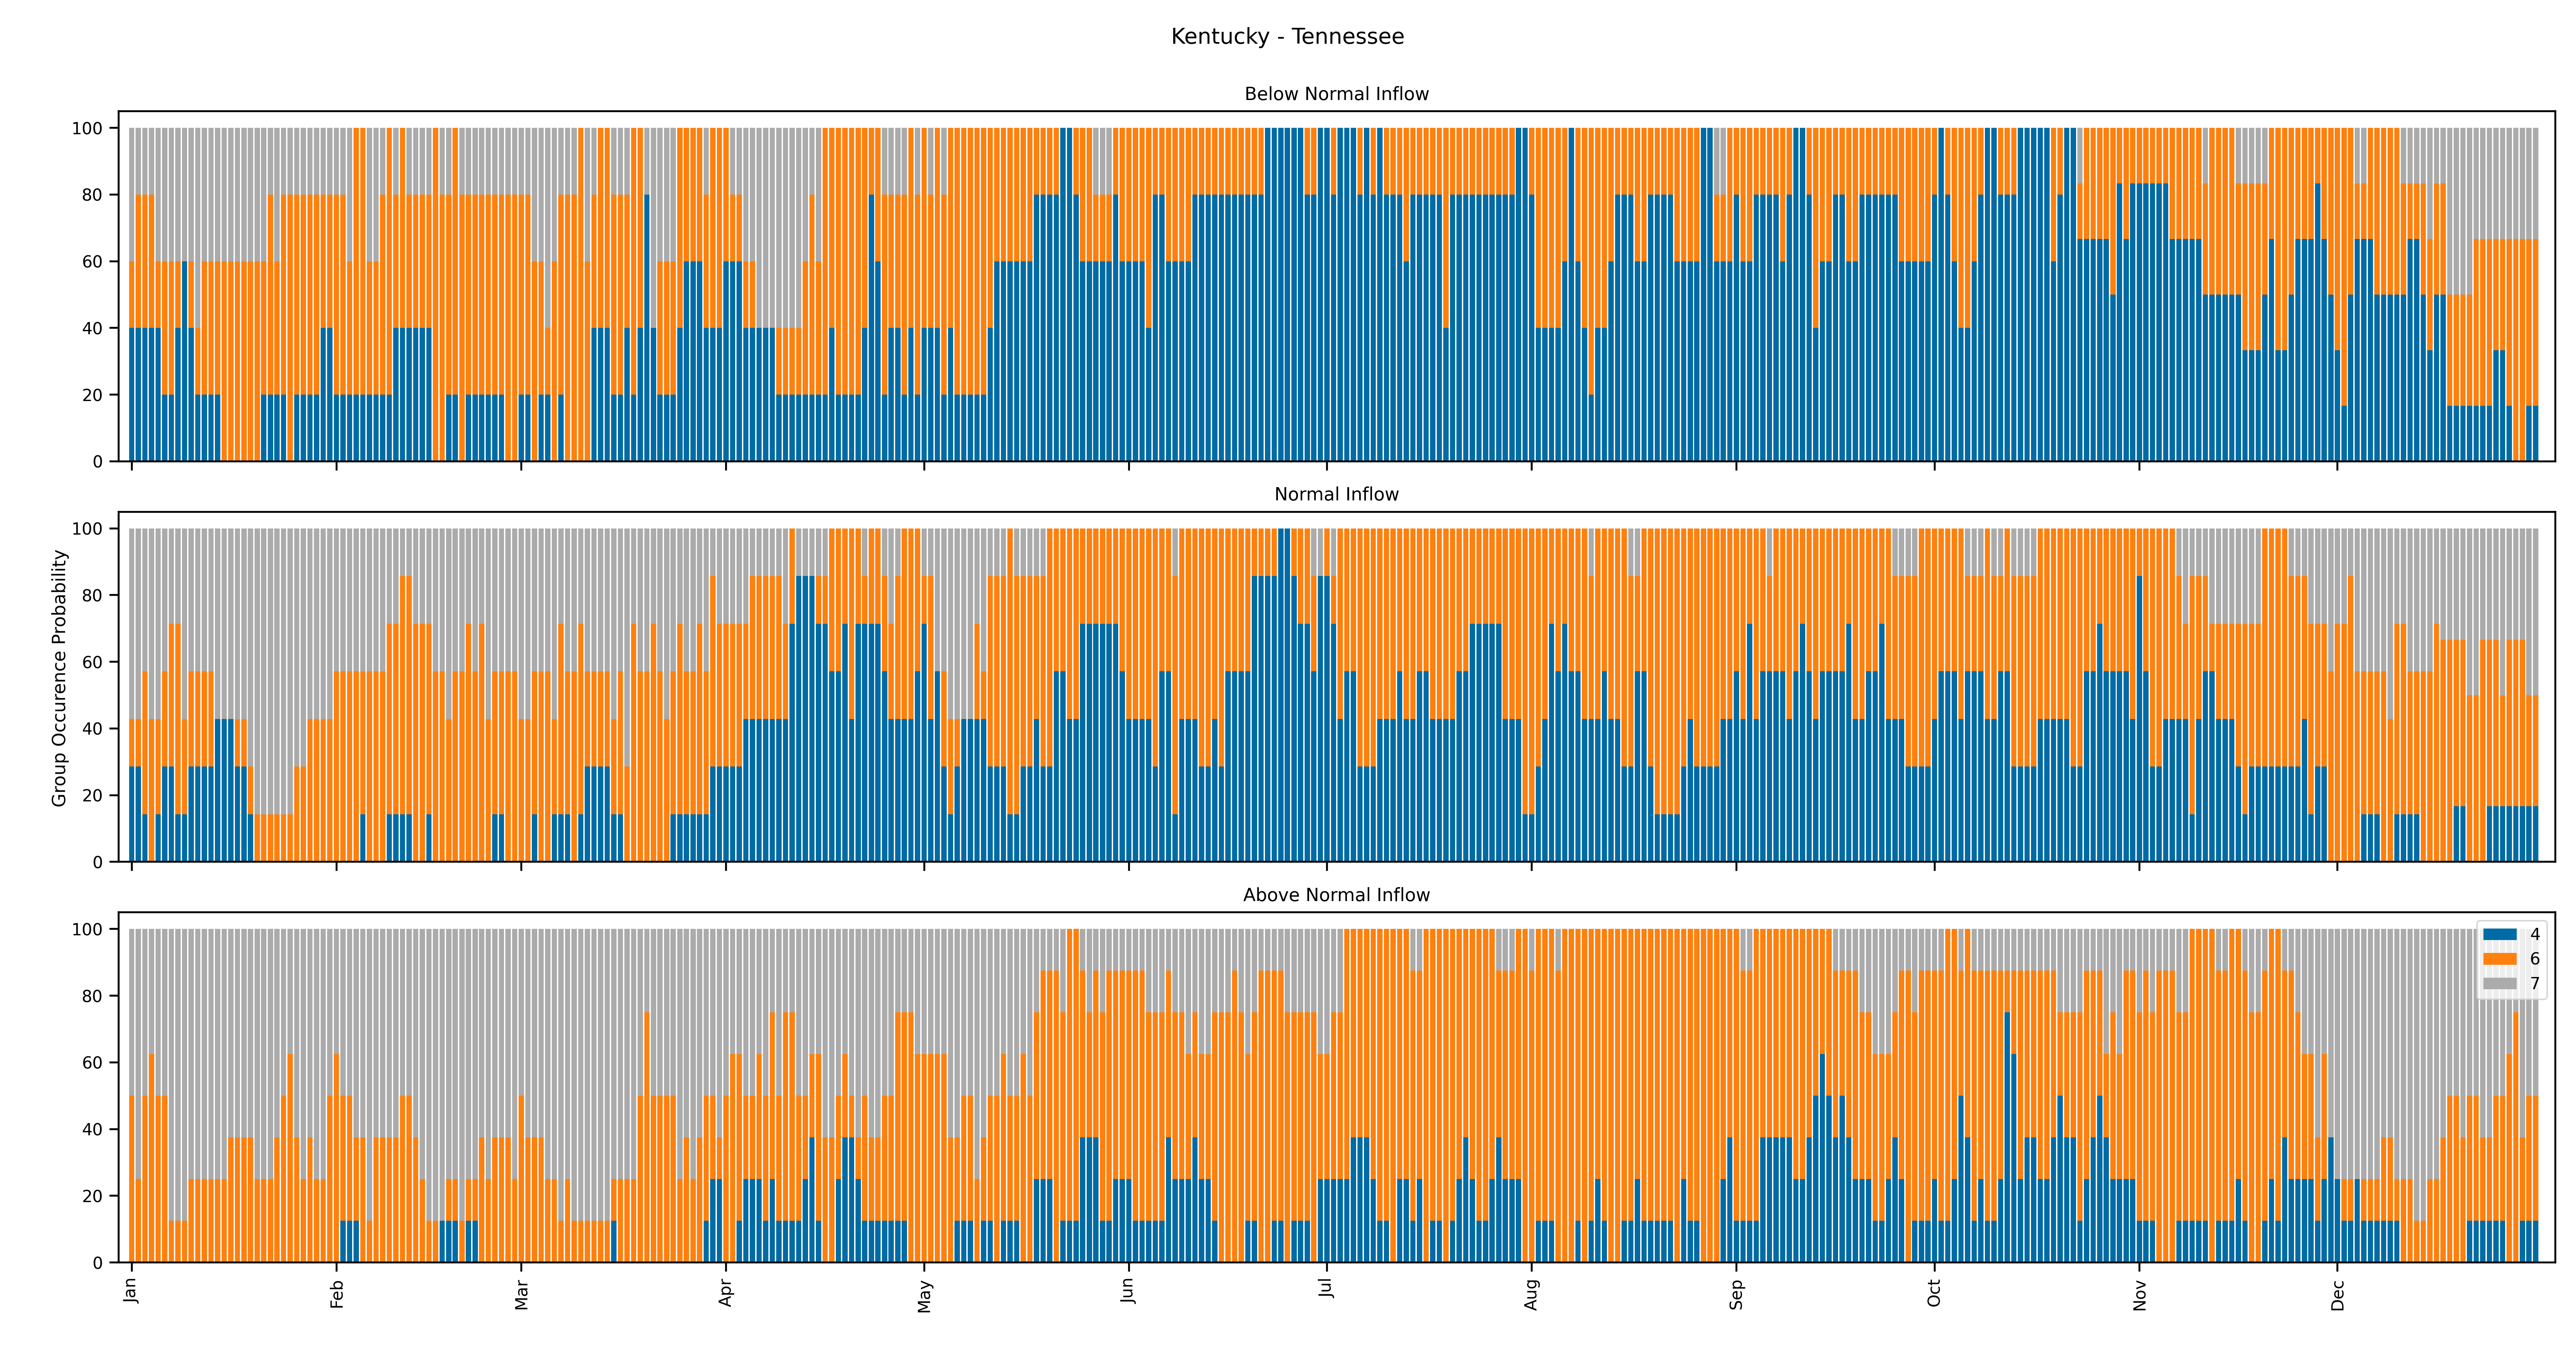 Kentucky - Tennessee
Below Normal Inflow
100
80
60
40
20
0
Normal Inflow
Group Occurence Probability
100
80
60
40
20
0
Above Normal Inflow
100
80
60
40
20
0
4
6
7
Jan
Feb
Mar
Apr
May
Jun
Jul
Aug
Sep
Oct
Nov
Dec